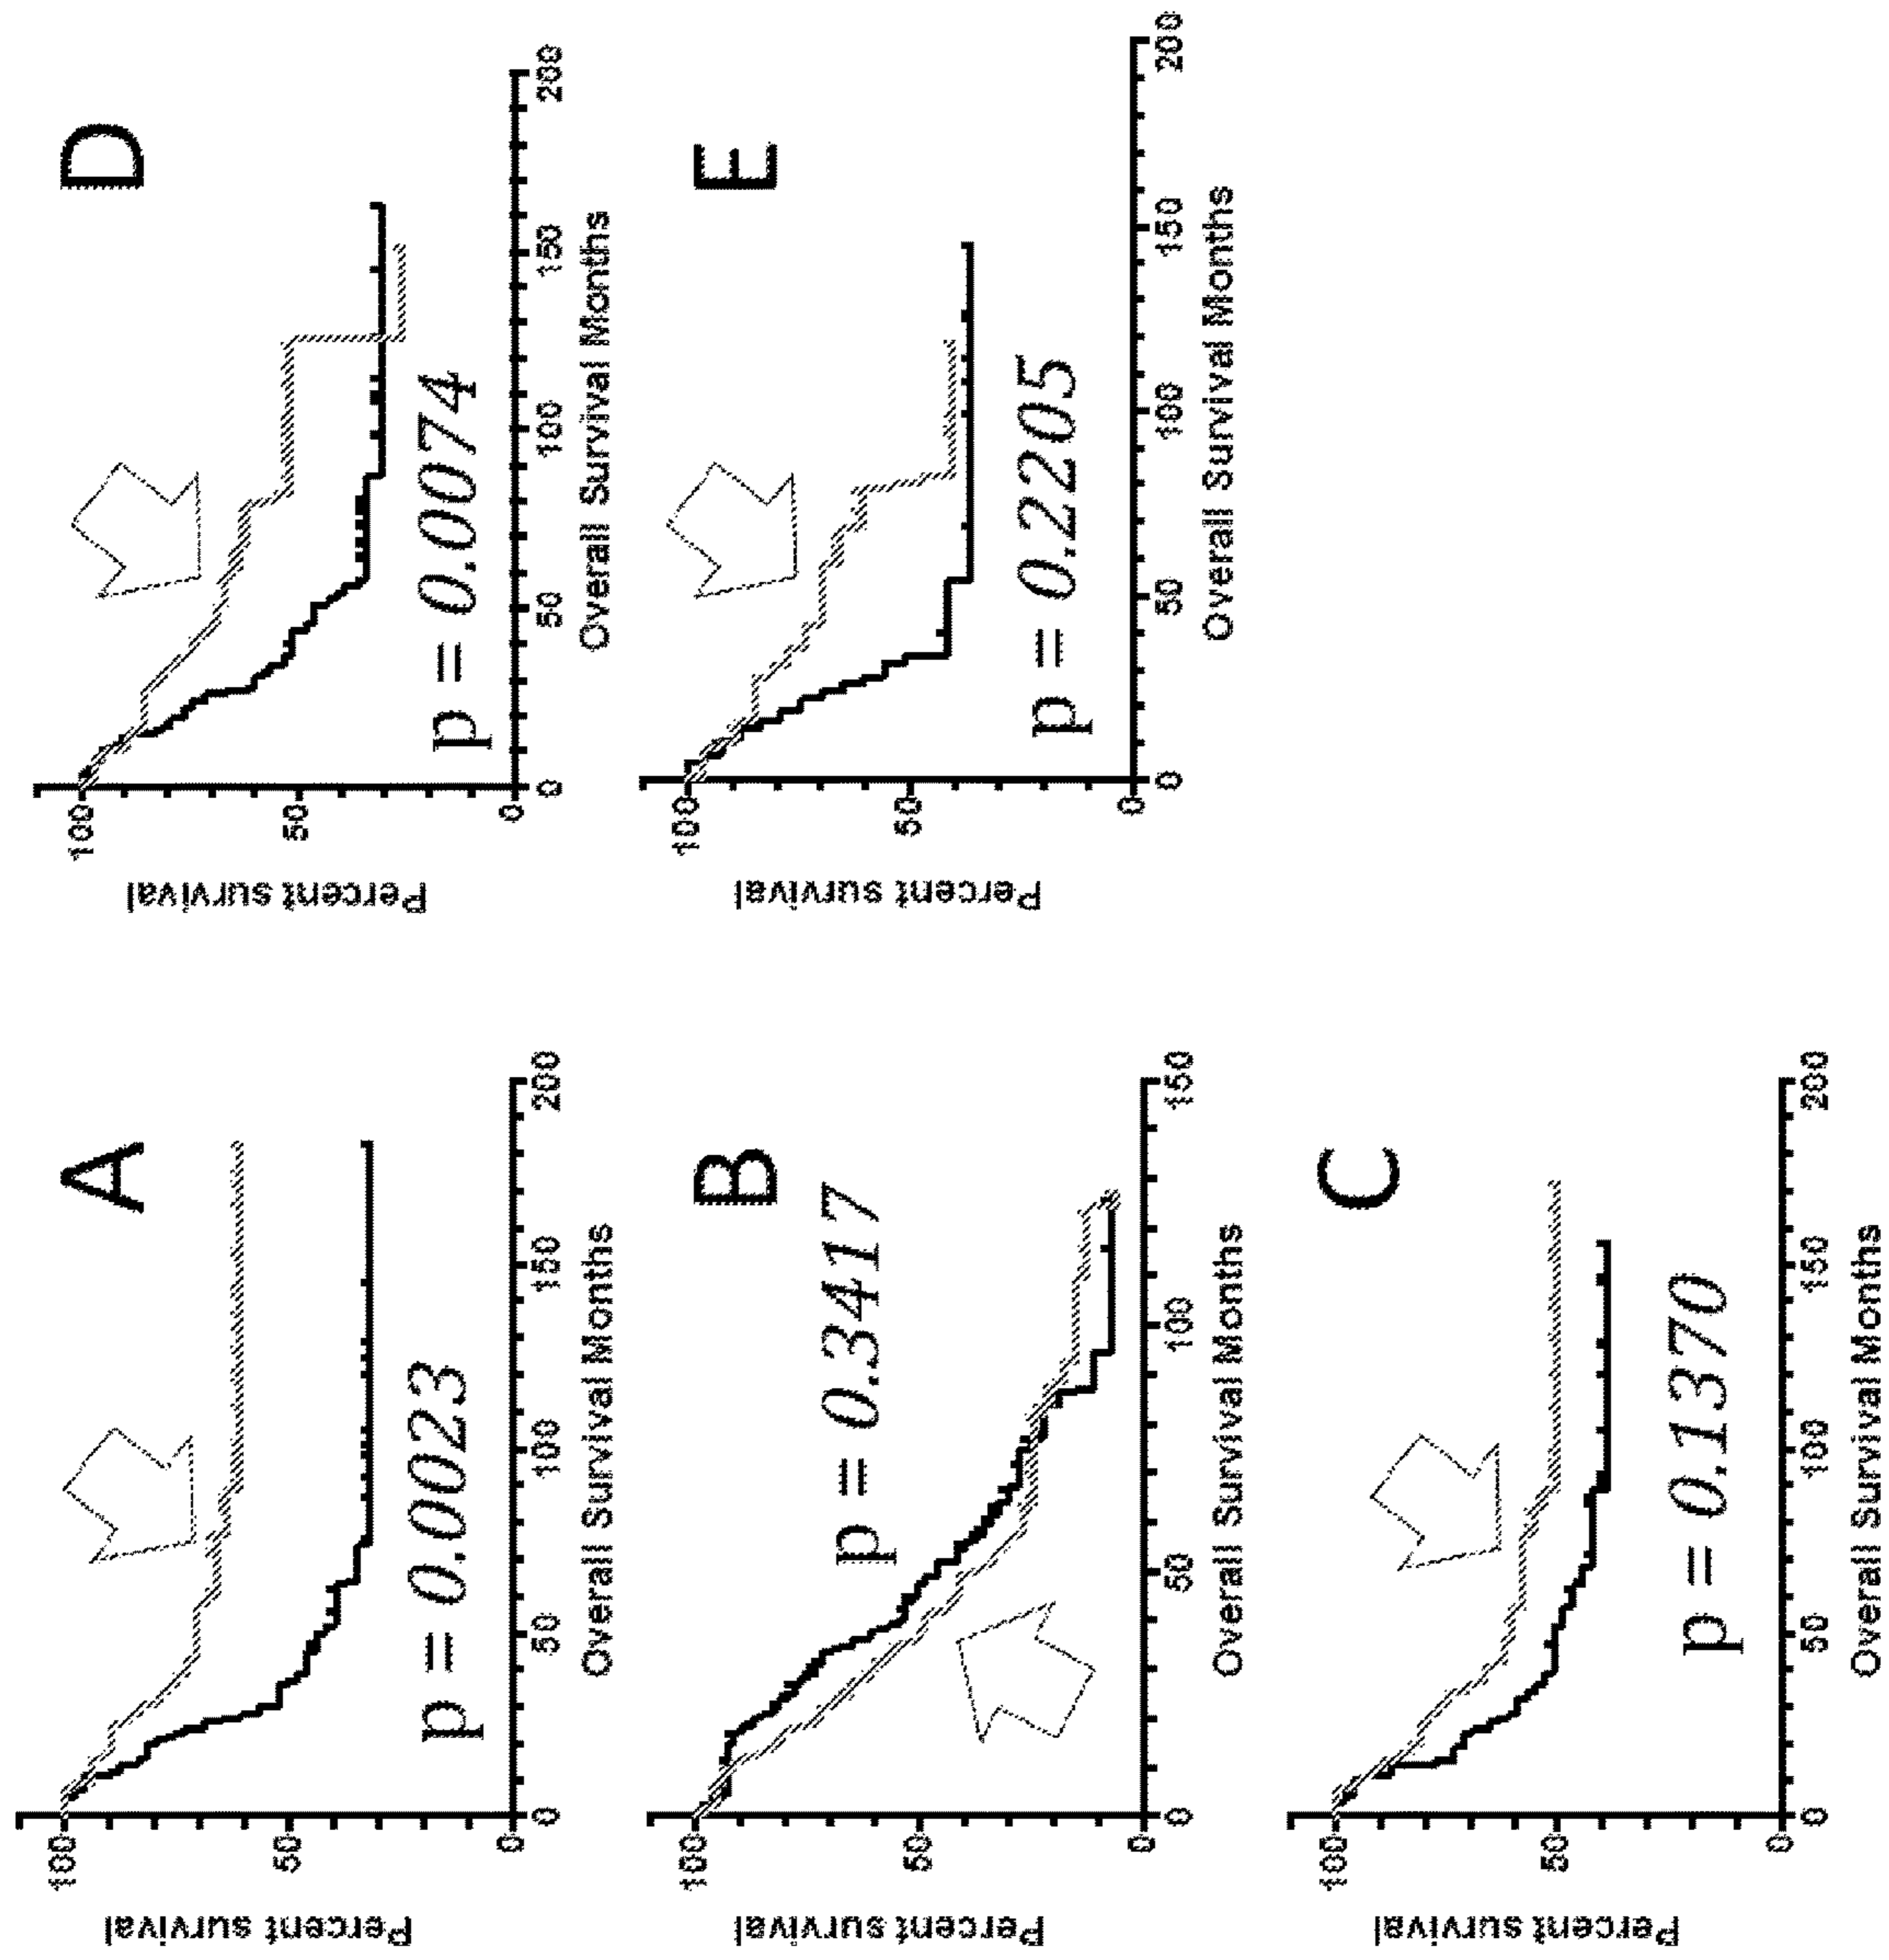 A
Percent survival
100
50
0
p = 0.0023
0 50 100 150 200
Overall Survival Months
B
Percent survival
100
50
0
p = 0.3417
0 50 100 150
Overall Survival Months
C
Percent survival
100
50
0
p = 0.1370
0 50 100 150 200
Overall Survival Months
D
Percent survival
100
50
0
p = 0.0074
0 50 100 150 200
Overall Survival Months
E
Percent survival
100
50
0
p = 0.2205
0 50 100 150 200
Overall Survival Months